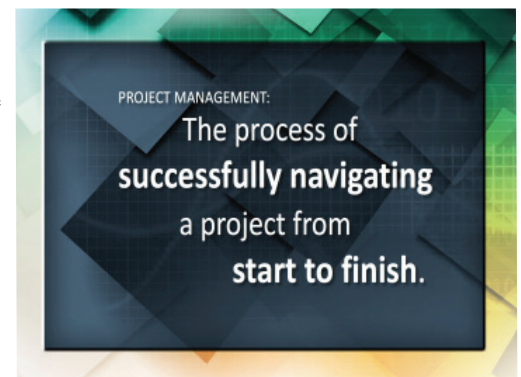 PROJECT MANAGEMENT:
The process of
successfully navigating
a project from
start to finish.